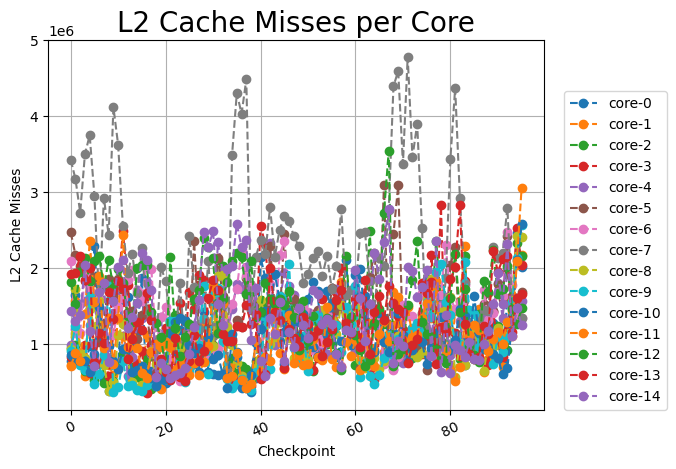 L2 Cache Misses per Core
1e6
5
4
3
2
1
L2 Cache Misses
0
20
40
60
80
Checkpoint
core-0
core-1
core-2
core-3
core-4
core-5
core-6
core-7
core-8
core-9
core-10
core-11
core-12
core-13
core-14